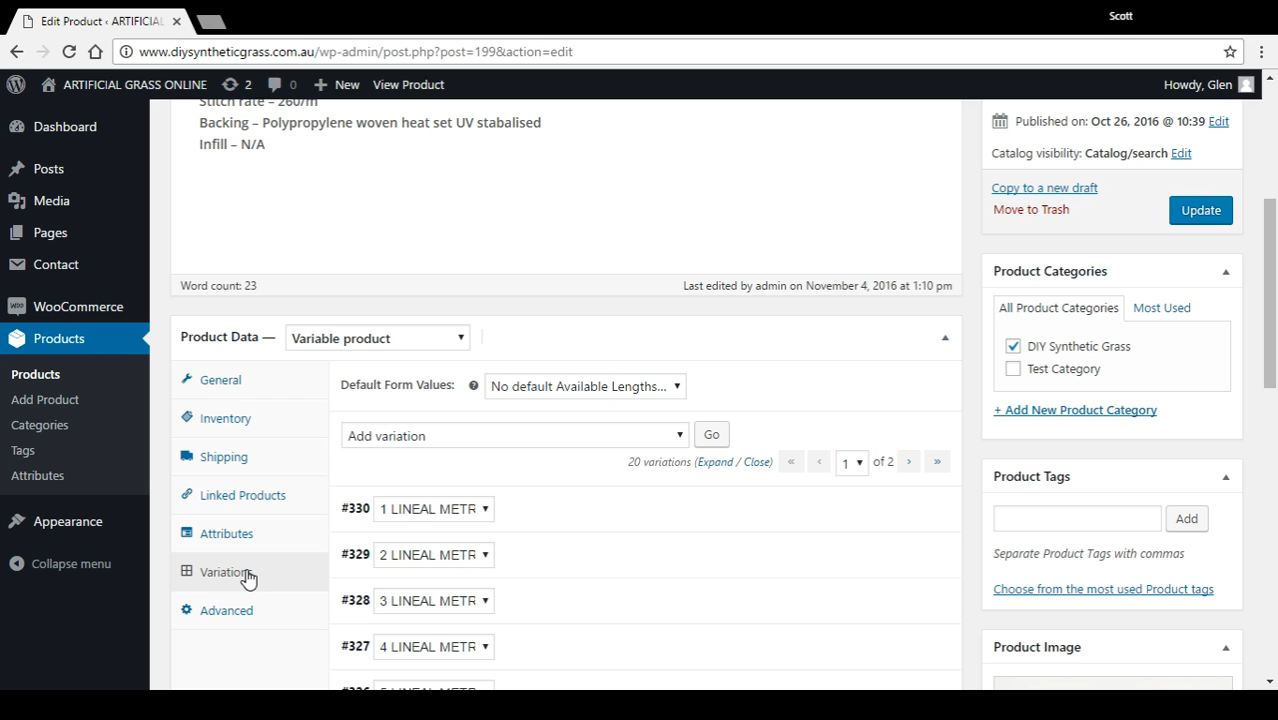 Scott
Edit Product ‹ ARTIFICIAL
www.diysyntheticgrass.com.au/wp-admin/post.php?post=199&action=edit
ARTIFICIAL GRASS ONLINE 2 0 New View Product Howdy, Glen
Dashboard
Posts
Media
Pages
Contact
WooCommerce
Products
Products
Add Product
Categories
Tags
Attributes
Appearance
Collapse menu
Stitch rate – 260/m
Backing – Polypropylene woven heat set UV stabalised
Infill – N/A
Word count: 23 Last edited by admin on November 4, 2016 at 1:10 pm
Product Data — Variable product
General
Inventory
Shipping
Linked Products
Attributes
Variations
Advanced
Default Form Values: No default Available Lengths...
Add variation Go
20 variations (Expand / Close) « ‹ 1 of 2 › »
#330 1 LINEAL METR
#329 2 LINEAL METR
#328 3 LINEAL METR
#327 4 LINEAL METR
Published on: Oct 26, 2016 @ 10:39 Edit
Catalog visibility: Catalog/search Edit
Copy to a new draft
Move to Trash Update
Product Categories
All Product Categories Most Used
DIY Synthetic Grass
Test Category
+ Add New Product Category
Product Tags
Add
Separate Product Tags with commas
Choose from the most used Product tags
Product Image